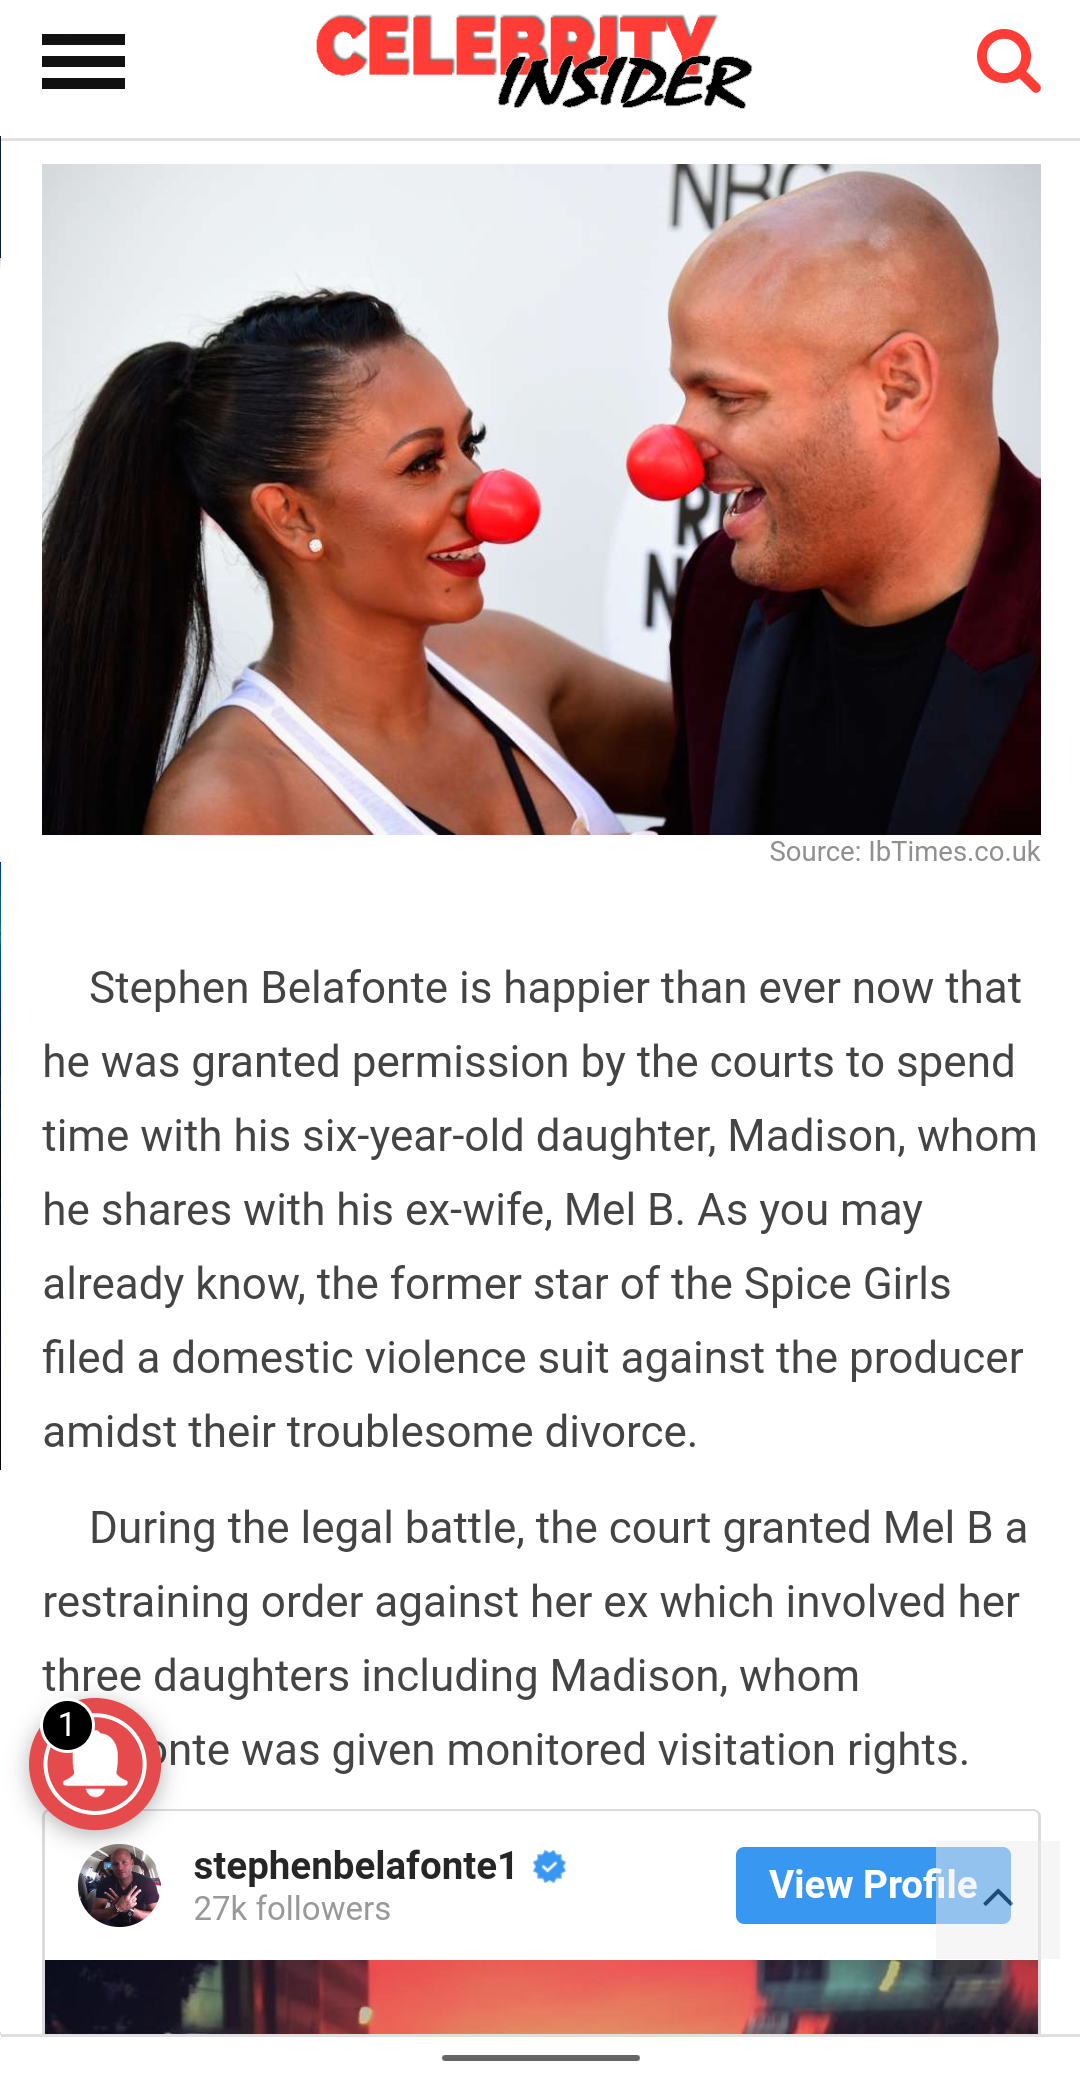 CELEBRITY
INSIDER
NBC
R
N
Source: IbTimes.co.uk
Stephen Belafonte is happier than ever now that
he was granted permission by the courts to spend
time with his six-year-old daughter, Madison, whom
he shares with his ex-wife, Mel B. As you may
already know, the former star of the Spice Girls
filed a domestic violence suit against the producer
amidst their troublesome divorce.
During the legal battle, the court granted Mel B a
restraining order against her ex which involved her
three daughters including Madison, whom
onte was given monitored visitation rights.
1
stephenbelafonte1
27k followers
View Profile